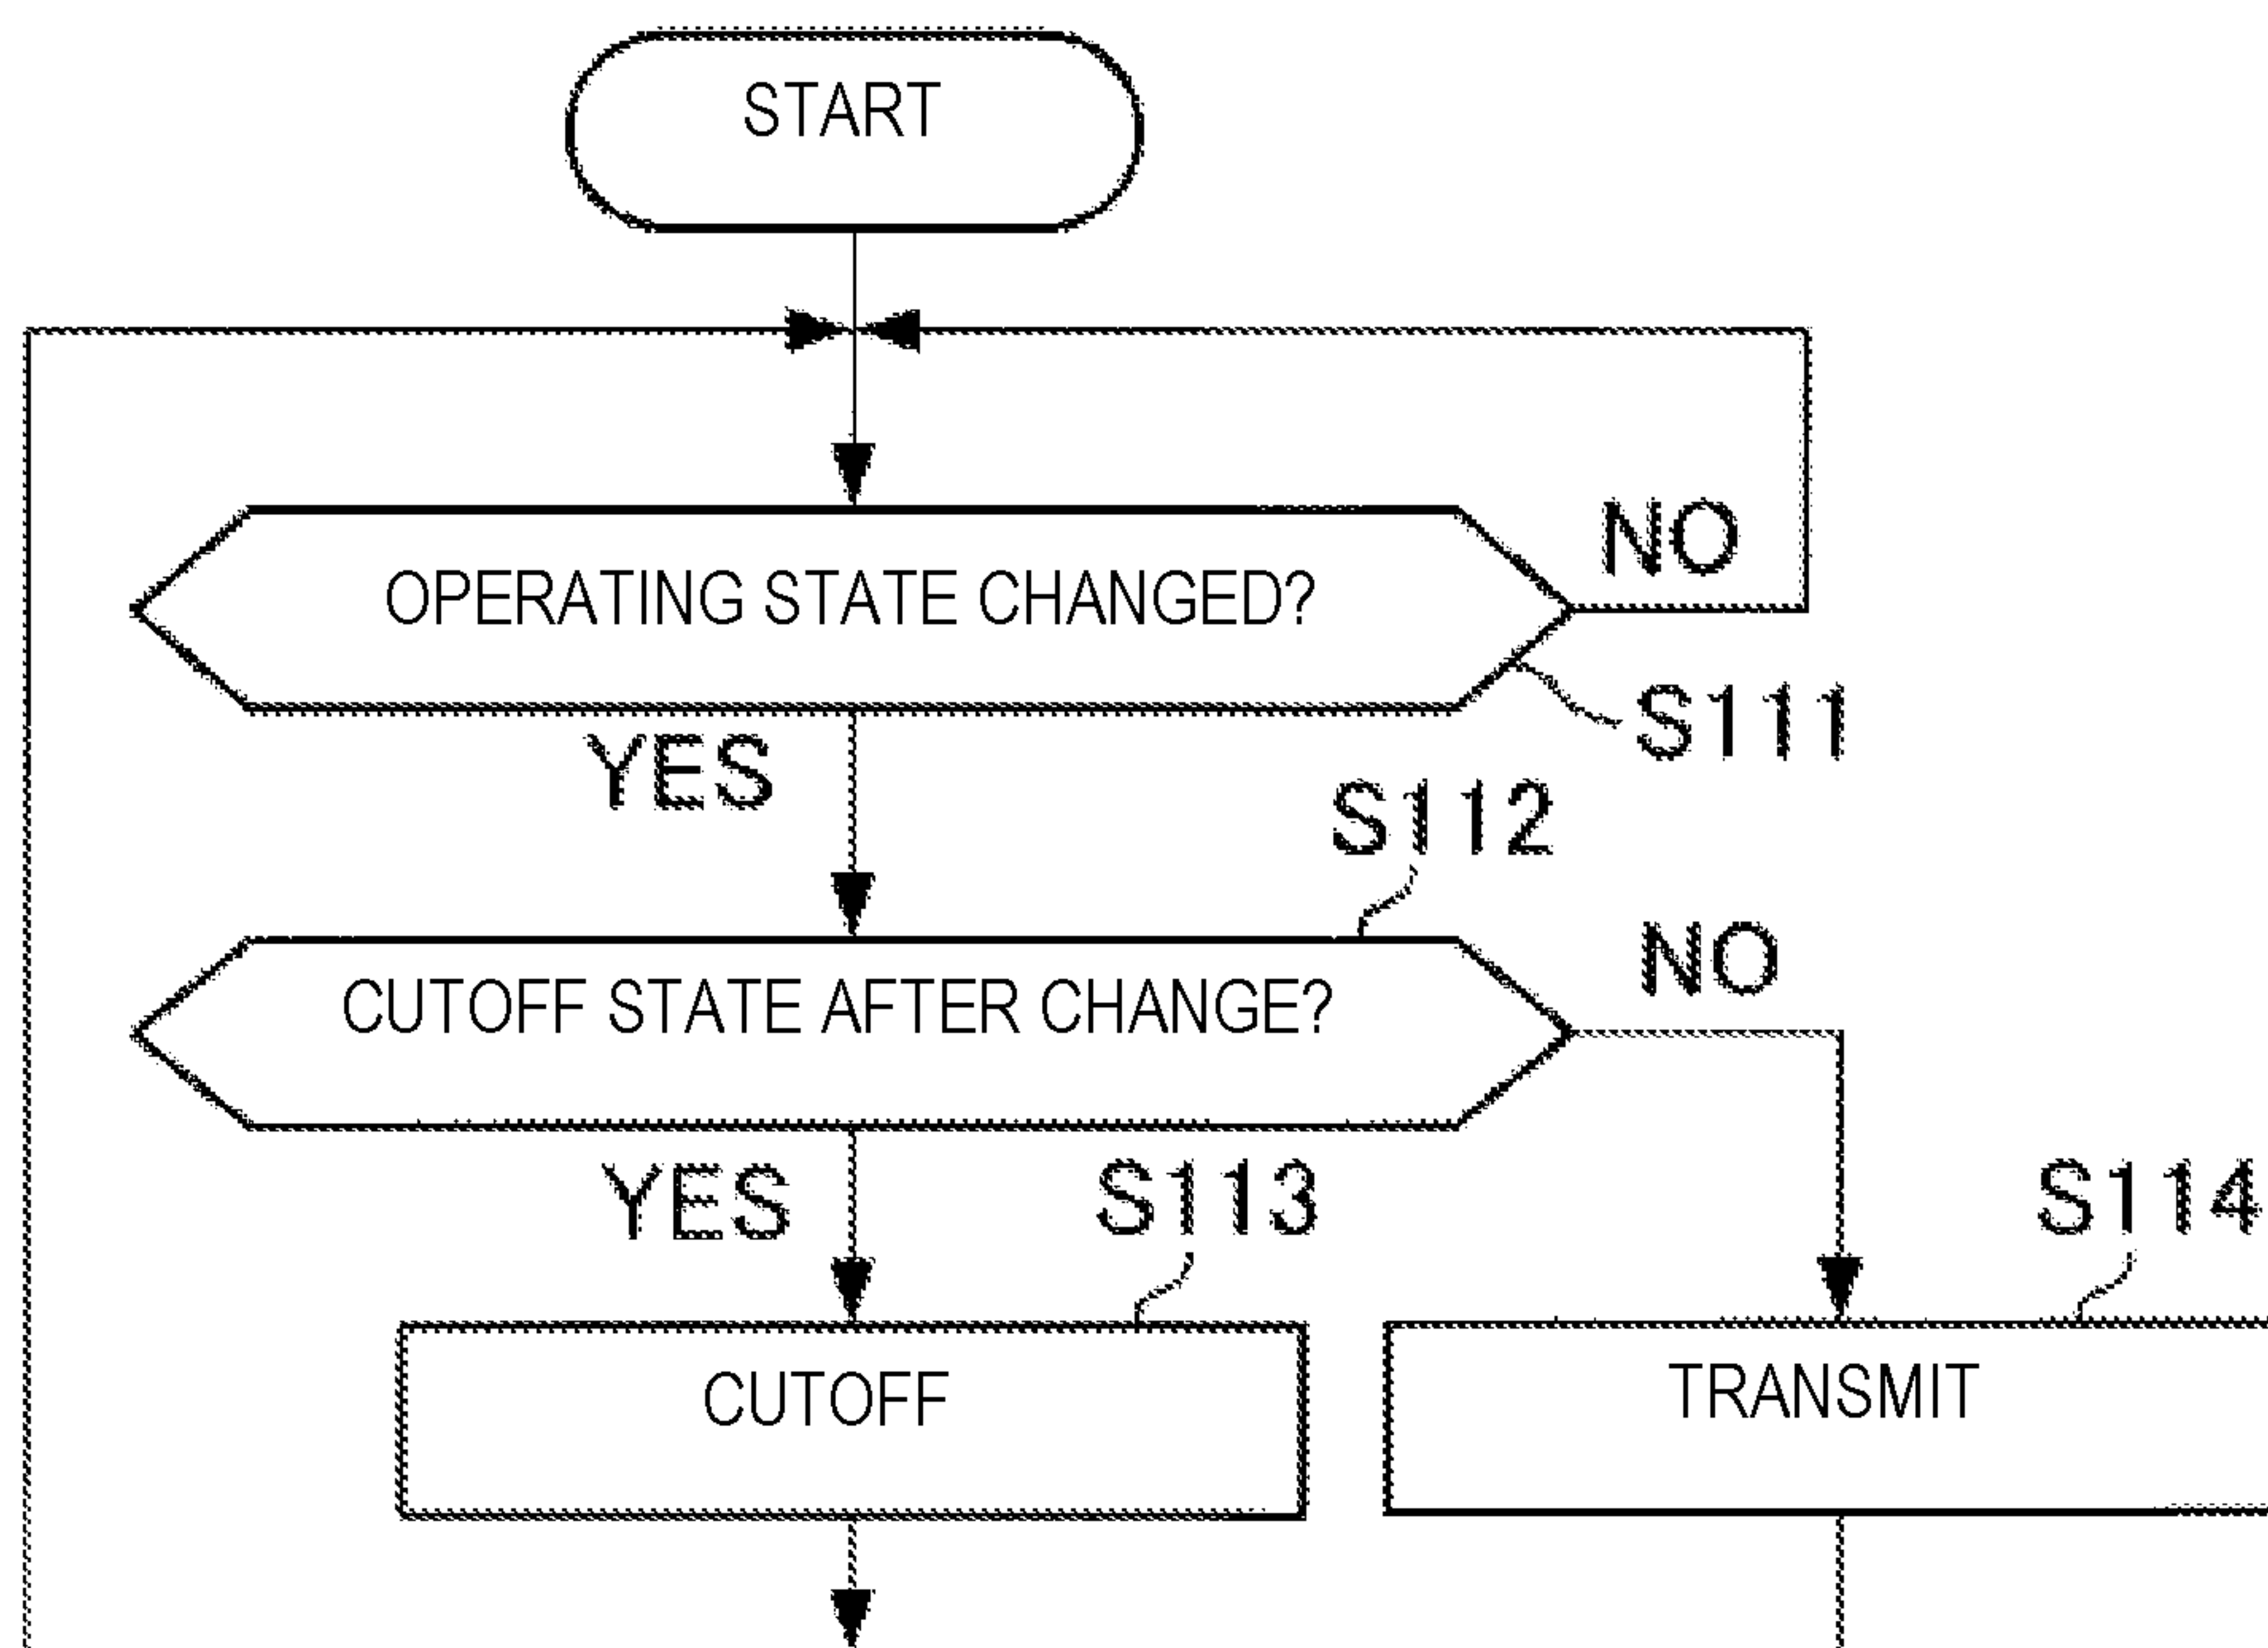 START
NO
OPERATING STATE CHANGED?
S111
YES
S112
NO
CUTOFF STATE AFTER CHANGE?
YES
S113
S114
CUTOFF
TRANSMIT